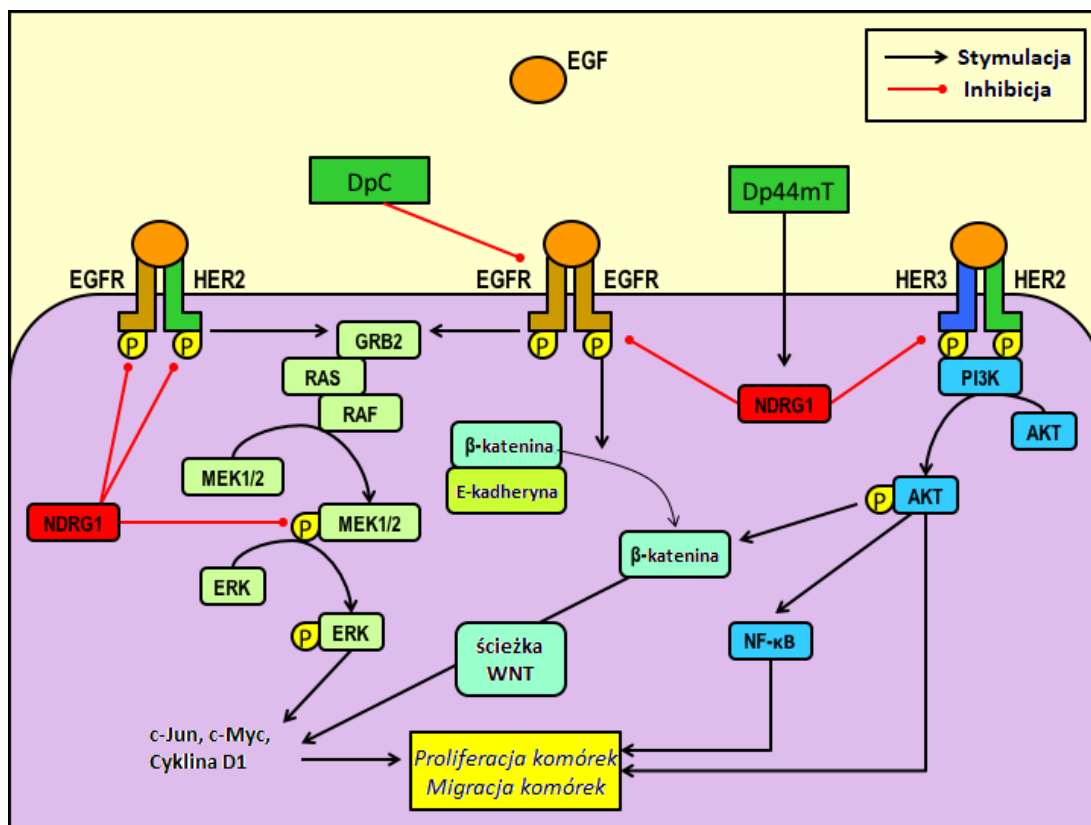 EGF
Stymulacja
Inhibicja
DpC
Dp44mT
EGFR
HER2
EGFR
EGFR
HER3
HER2
P
P
P
P
P
P
GRB2
RAS
RAF
PI3K
AKT
NDRG1
MEK1/2
β-katenina
E-kadheryna
NDRG1
P
MEK1/2
P
AKT
β-katenina
ERK
P
ERK
ścieżka
WNT
NF-κB
c-Jun, c-Myc,
Cyklina D1
Proliferacja komórek
Migracja komórek